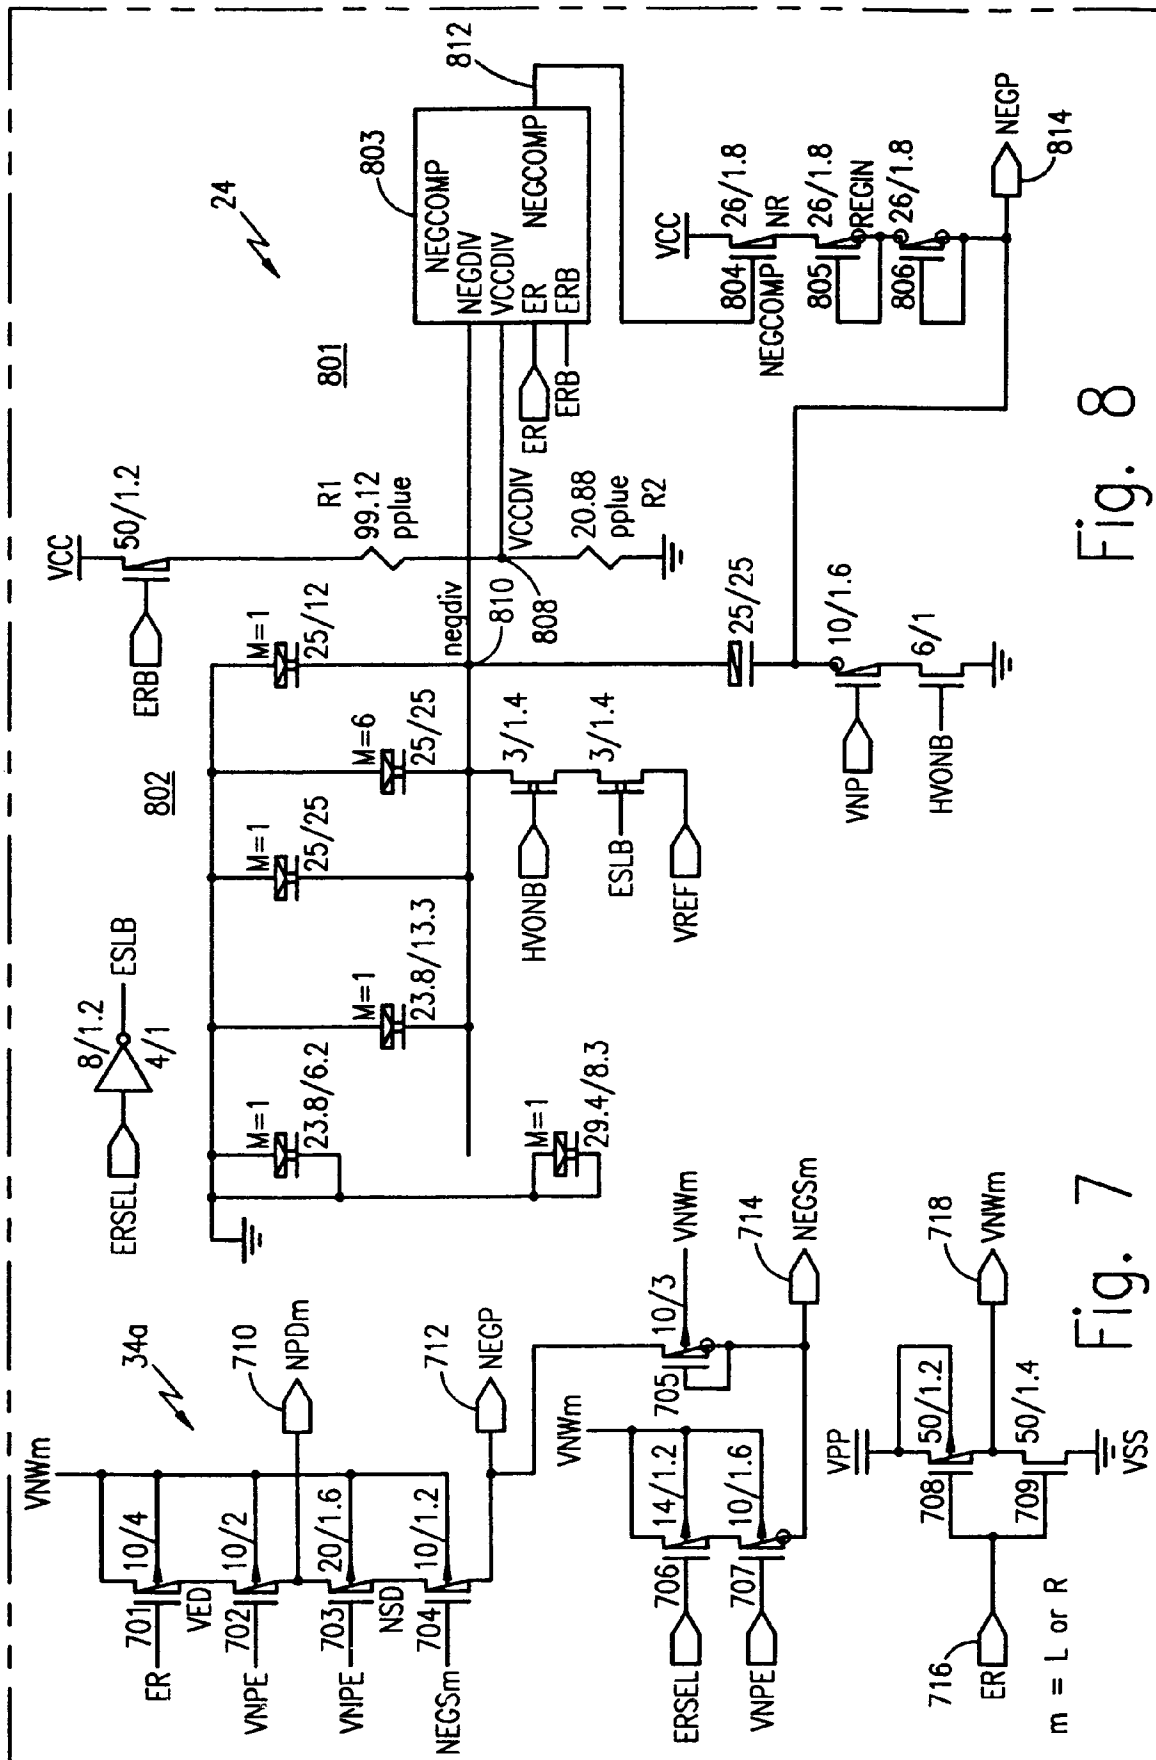 Fig. 7
34a
VNWm
ER
701
10/4
VED
VNPE
702
10/2
710
NPDm
VNPE
703
20/1.6
NSD
NEGSm
704
10/1.2
712
NEGP
VNWm
ERSEL
706
14/1.2
VNPE
707
10/1.6
705
10/3
VNWm
714
NEGSm
VPP
708
50/1.2
716
ER
709
50/1.4
VSS
718
VNWm
m = L or R
Fig. 8
24
801
802
ERSEL
8/1.2
4/1
ESLB
M=1
23.8/6.2
M=1
29.4/8.3
M=1
23.8/13.3
M=1
25/25
M=6
25/25
M=1
25/12
HVONB
3/1.4
ESLB
3/1.4
VREF
negdiv
810
808
VCC
ERB
50/1.2
R1
99.12
pplue
VCCDIV
20.88
pplue
R2
25/25
VNP
10/1.6
HVONB
6/1
803
NEGCOMP
NEGDIV
VCCDIV
ER
ERB
NEGCOMP
ER
ERB
812
VCC
804
26/1.8
NEGCOMP
NR
805
26/1.8
REGIN
806
26/1.8
NEGP
814